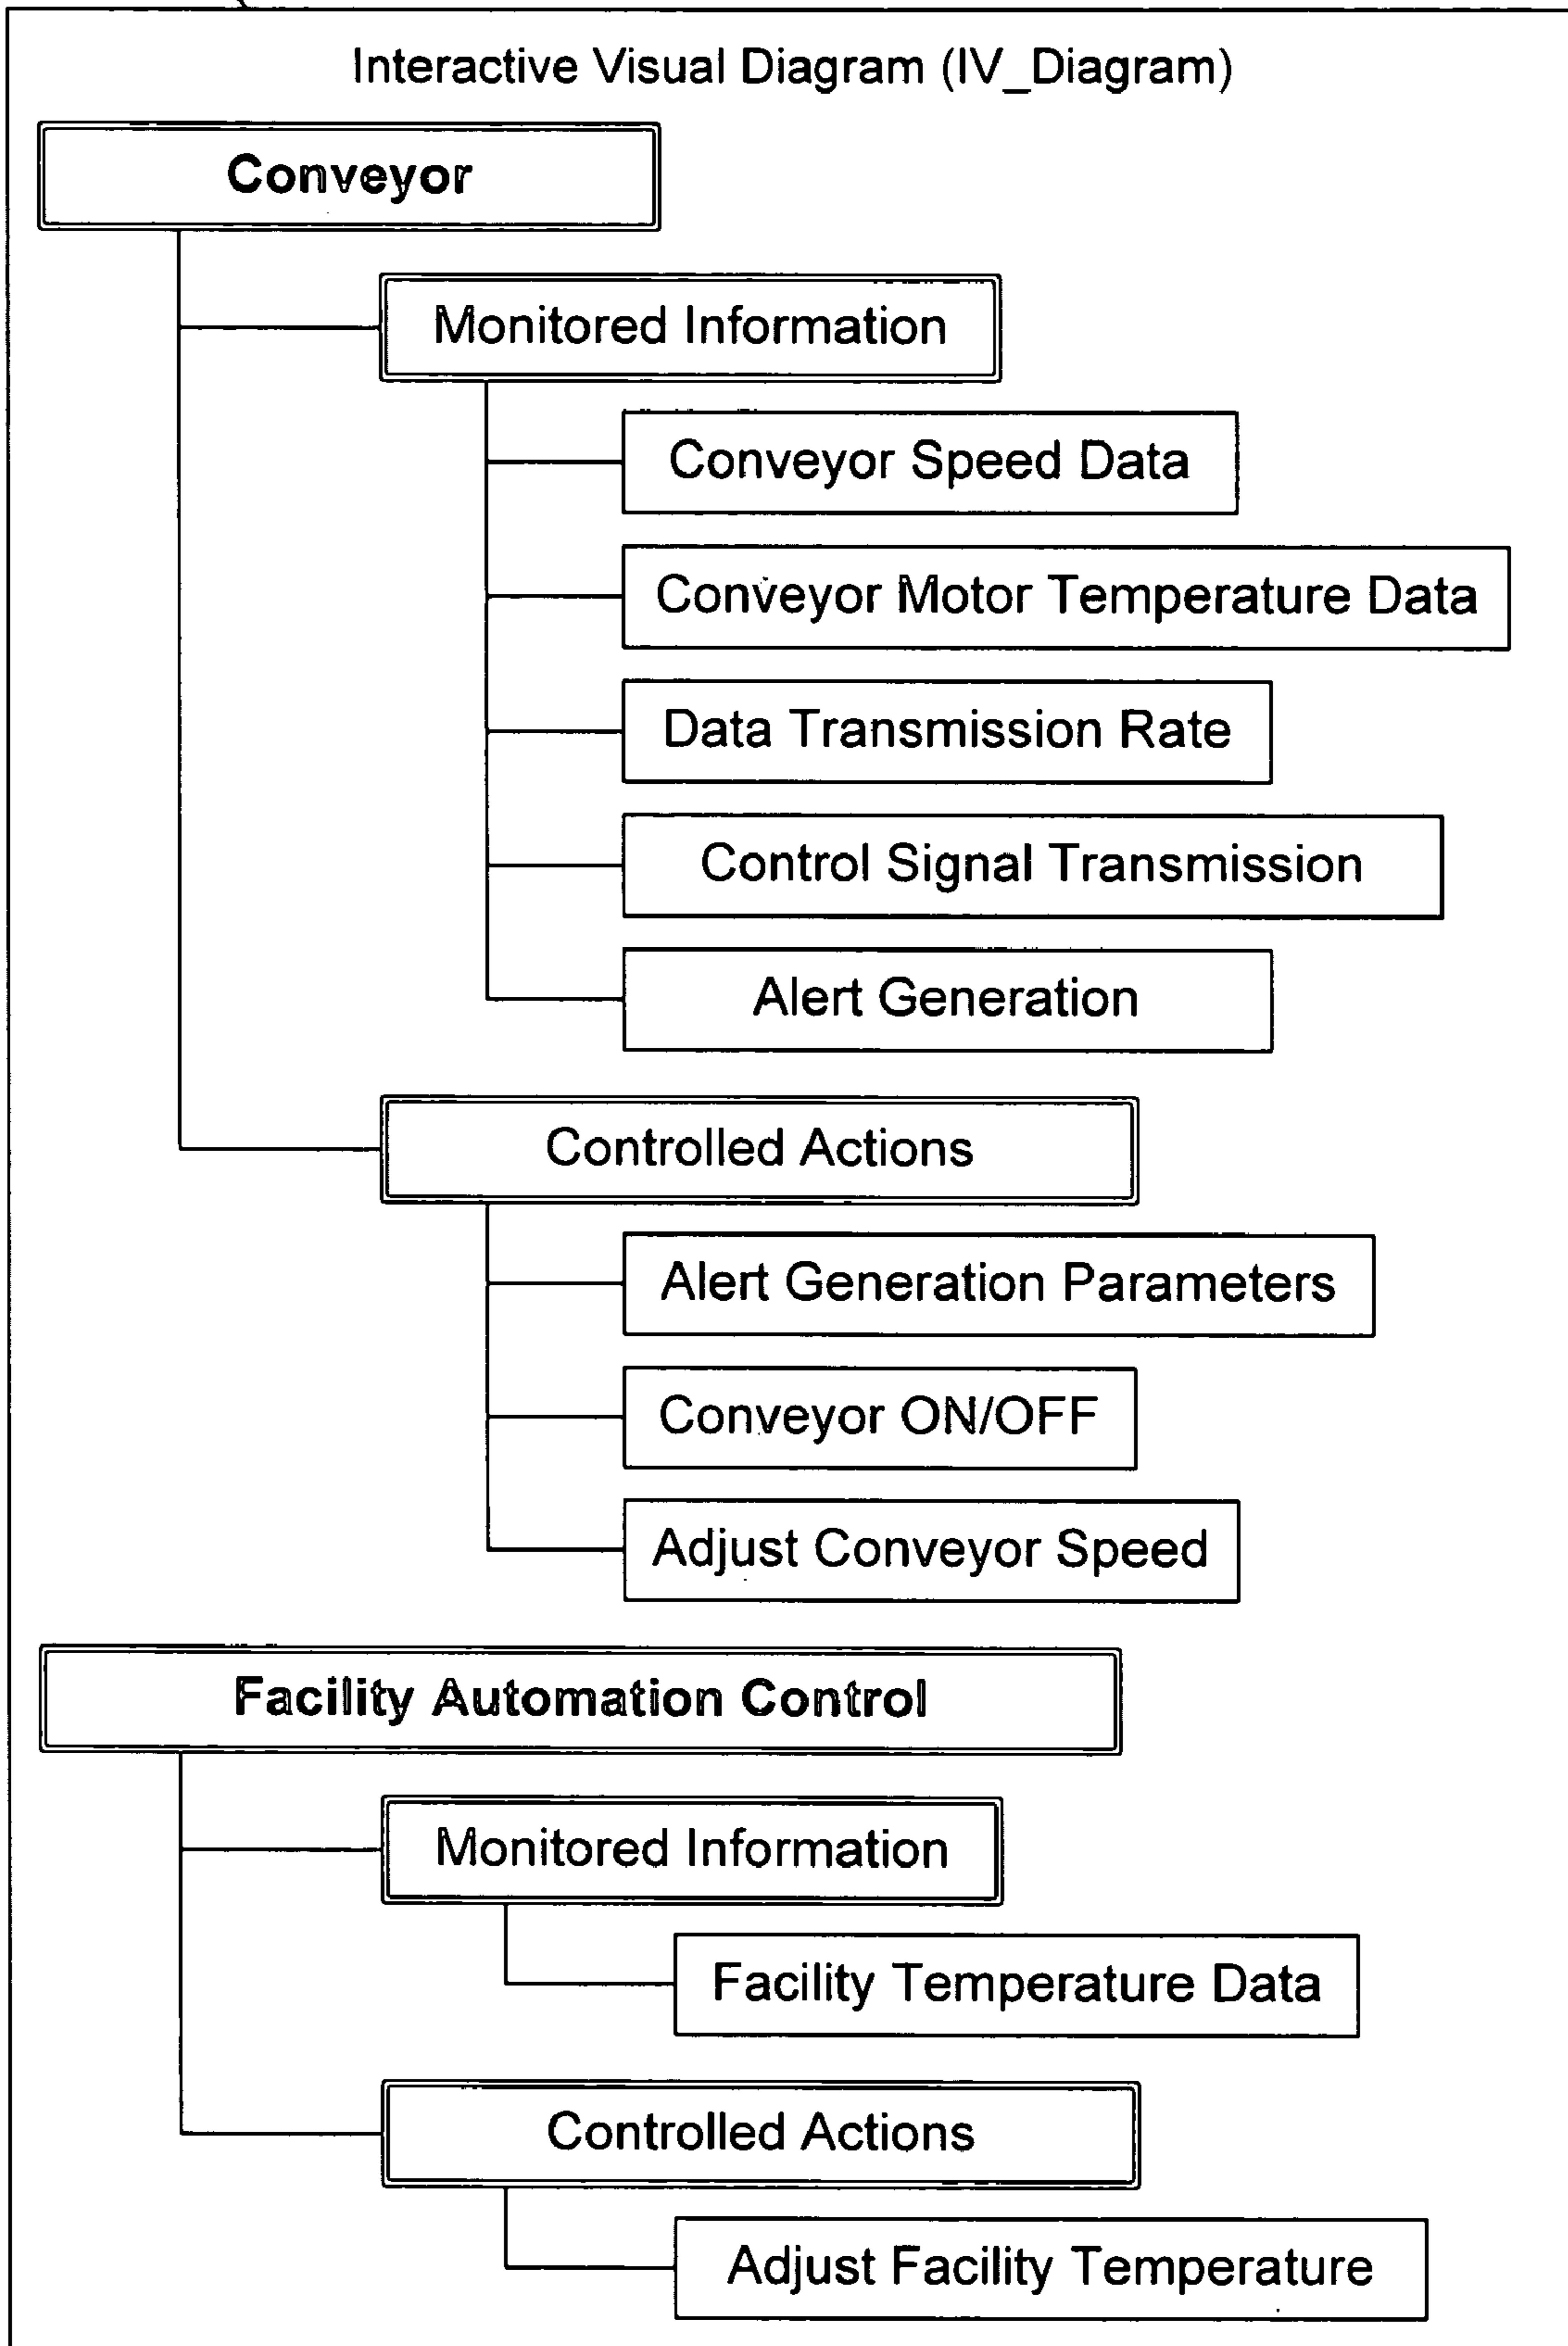 Interactive Visual Diagram (IV_Diagram)
Conveyor
Monitored Information
Conveyor Speed Data
Conveyor Motor Temperature Data
Data Transmission Rate
Control Signal Transmission
Alert Generation
Controlled Actions
Alert Generation Parameters
Conveyor ON/OFF
Adjust Conveyor Speed
Facility Automation Control
Monitored Information
Facility Temperature Data
Controlled Actions
Adjust Facility Temperature